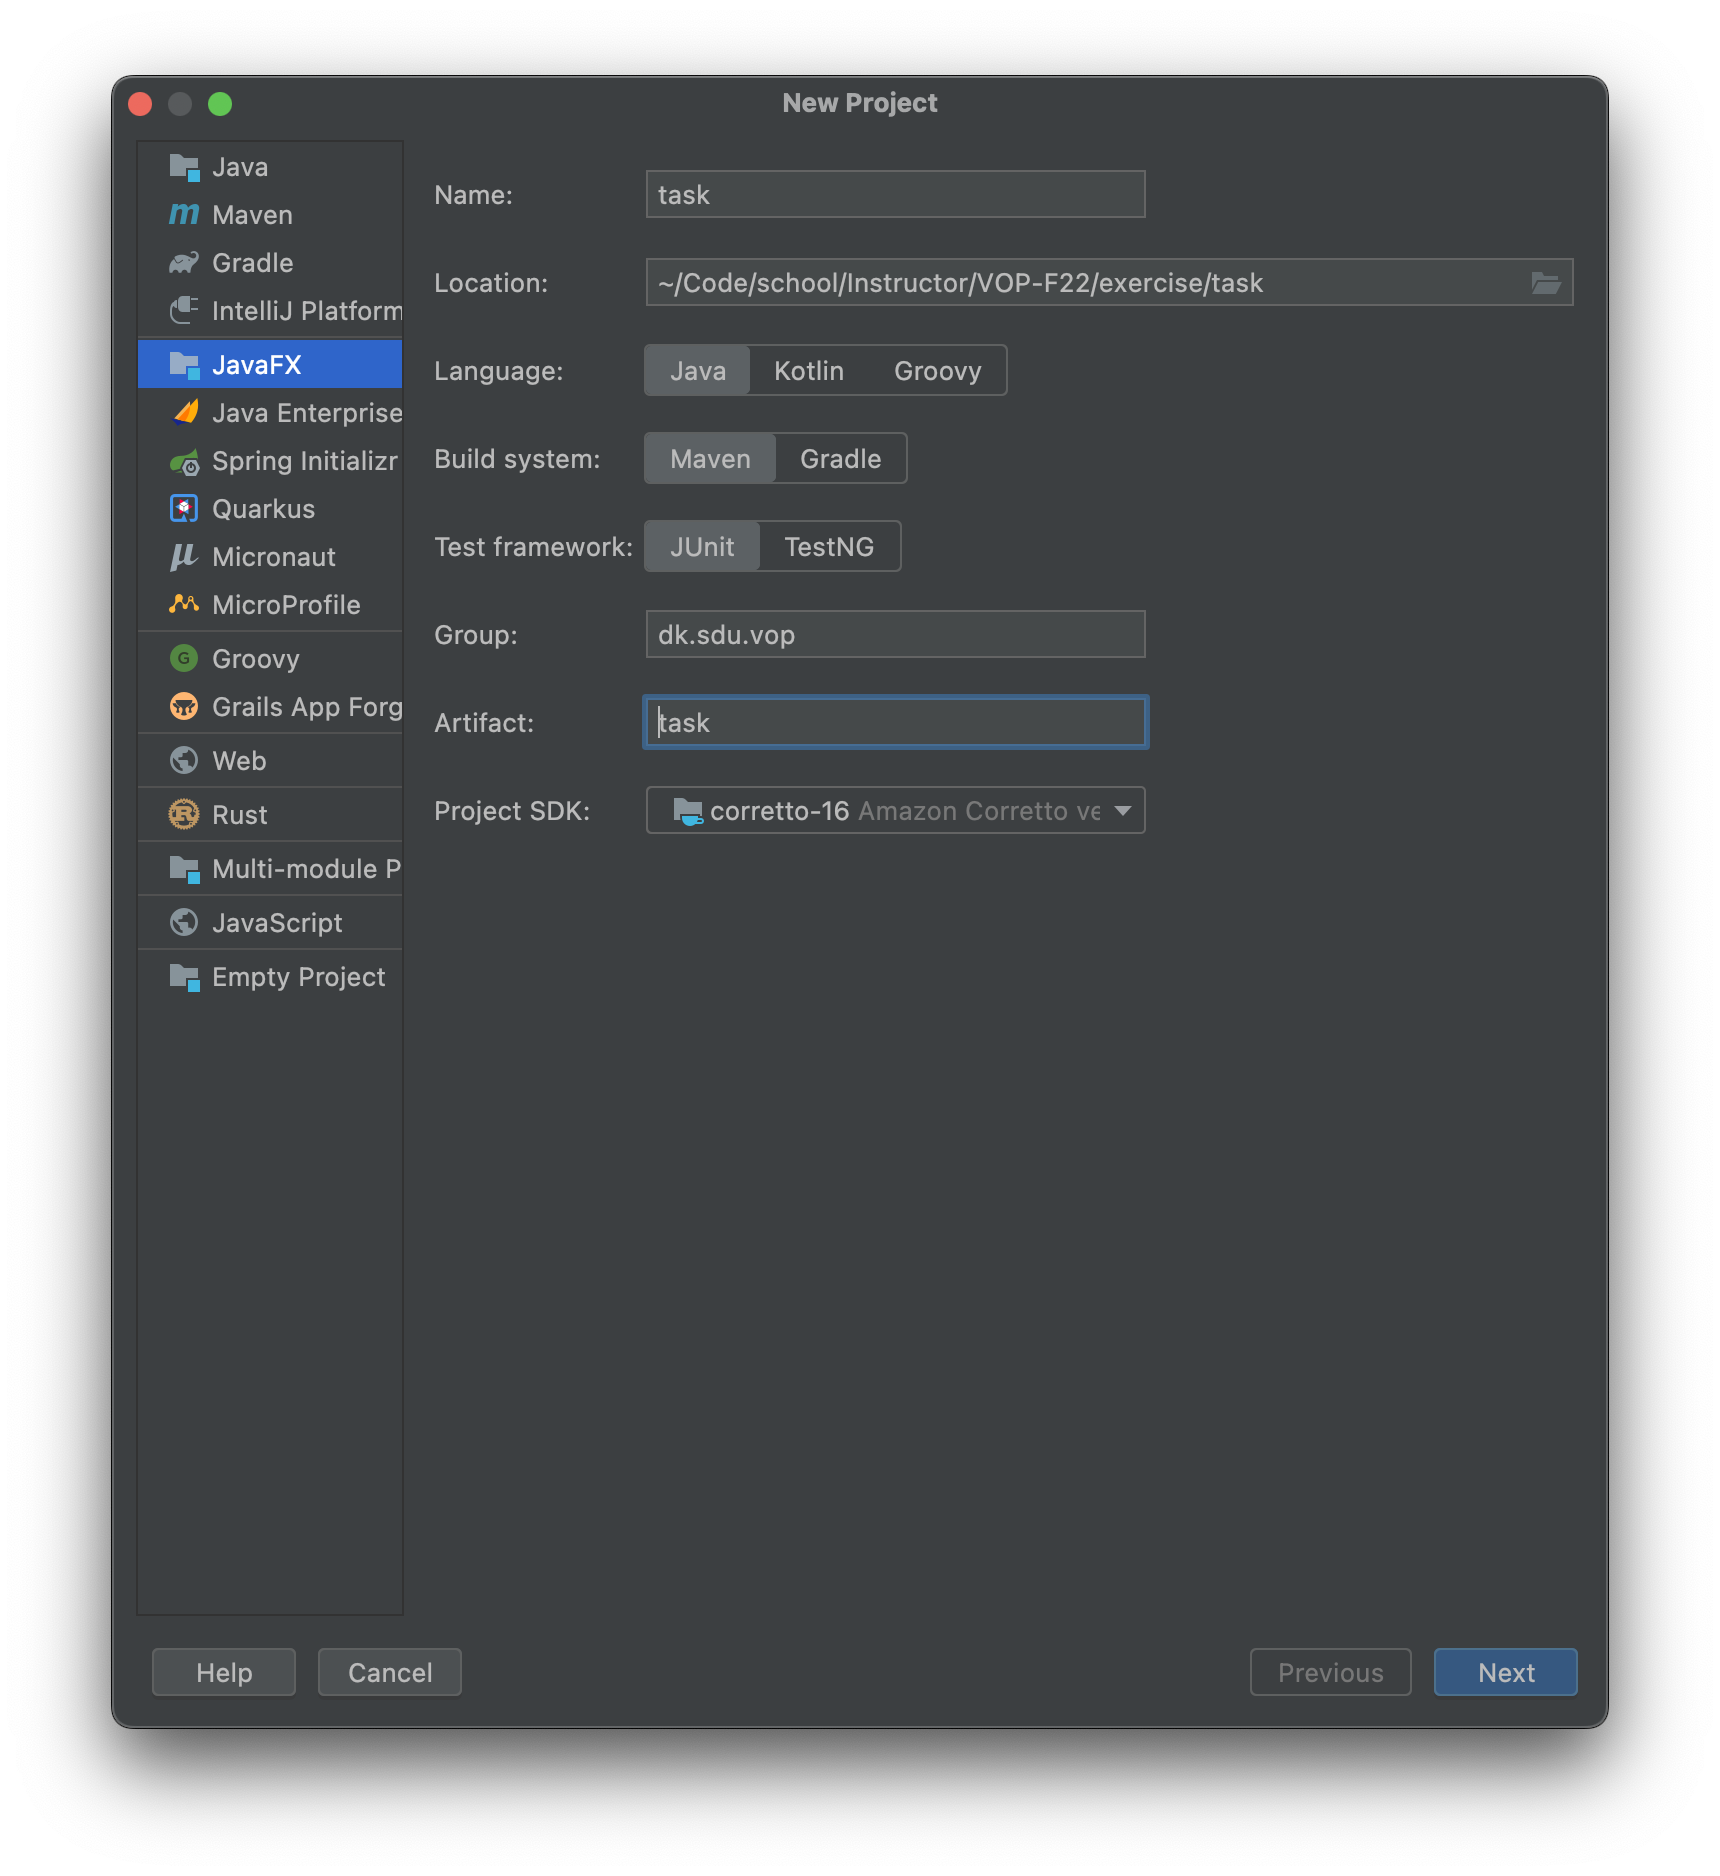 New Project
Java
Maven
Gradle
IntelliJ Platform
JavaFX
Java Enterprise
Spring Initializr
Quarkus
Micronaut
MicroProfile
G Groovy
Grails App Forg
Web
Rust
Multi-module P
JavaScript
Empty Project
Name: task
Location: ~/Code/school/Instructor/VOP-F22/exercise/task
Language: Java Kotlin Groovy
Build system: Maven Gradle
Test framework: JUnit TestNG
Group: dk.sdu.vop
Artifact: task
Project SDK: corretto-16 Amazon Corretto ve
Help Cancel Previous Next